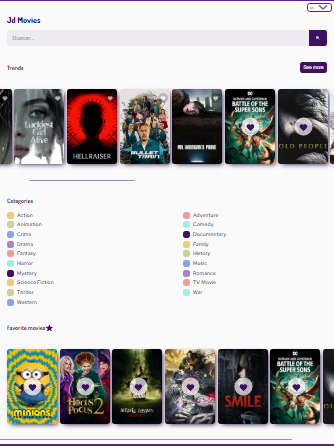 Jd Movies
Buscar...
Trends
See more
Luckiest
Girl
Alive
HELLRAISER
BULLET
TRAIN
MR. HARRIGAN'S PHONE
BATTLE OF THE
SUPER SONS
OLD PEOPLE
Categories
Action
Adventure
Animation
Comedy
Crime
Documentary
Drama
Family
Fantasy
History
Horror
Music
Mystery
Romance
Science Fiction
TV Movie
Thriller
War
Western
Favorite movies
minions
HOCUS
POCUS 2
SMILE
BATTLE OF THE
SUPER SONS
OLD P